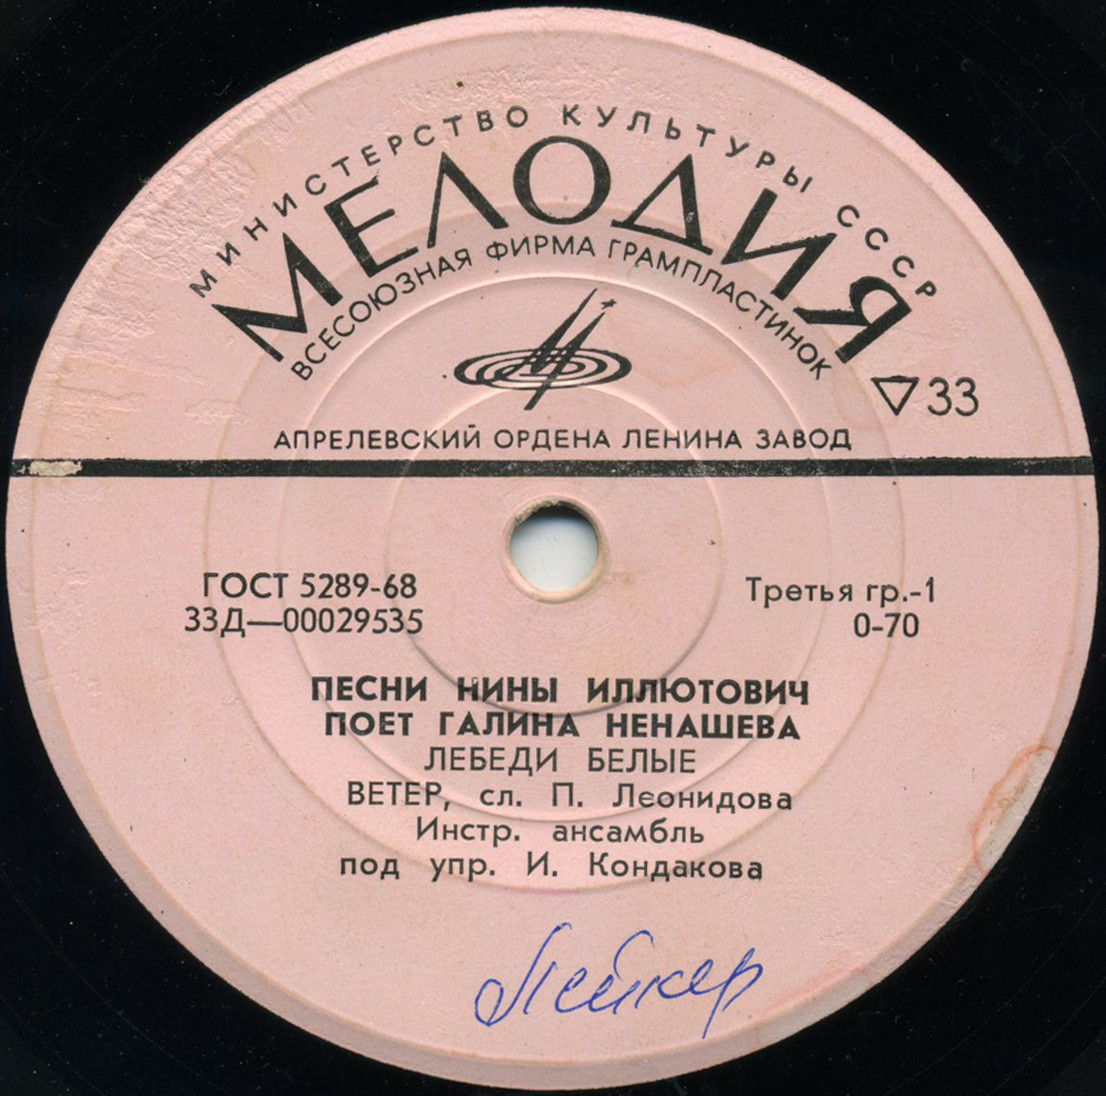 МИНИСТЕРСТВО КУЛЬТУРЫ СССР
МЕЛОДИЯ
ВСЕСОЮЗНАЯ ФИРМА ГРАМПЛАСТИНОК
33
АПРЕЛЕВСКИЙ ОРДЕНА ЛЕНИНА ЗАВОД
ГОСТ 5289-68
33Д—00029535
Третья гр.-1
0-70
ПЕСНИ НИНЫ ИЛЛЮТОВИЧ
ПОЕТ ГАЛИНА НЕНАШЕВА
ЛЕБЕДИ БЕЛЫЕ
ВЕТЕР, сл. П. Леонидова
Инстр. ансамбль
под упр. И. Кондакова